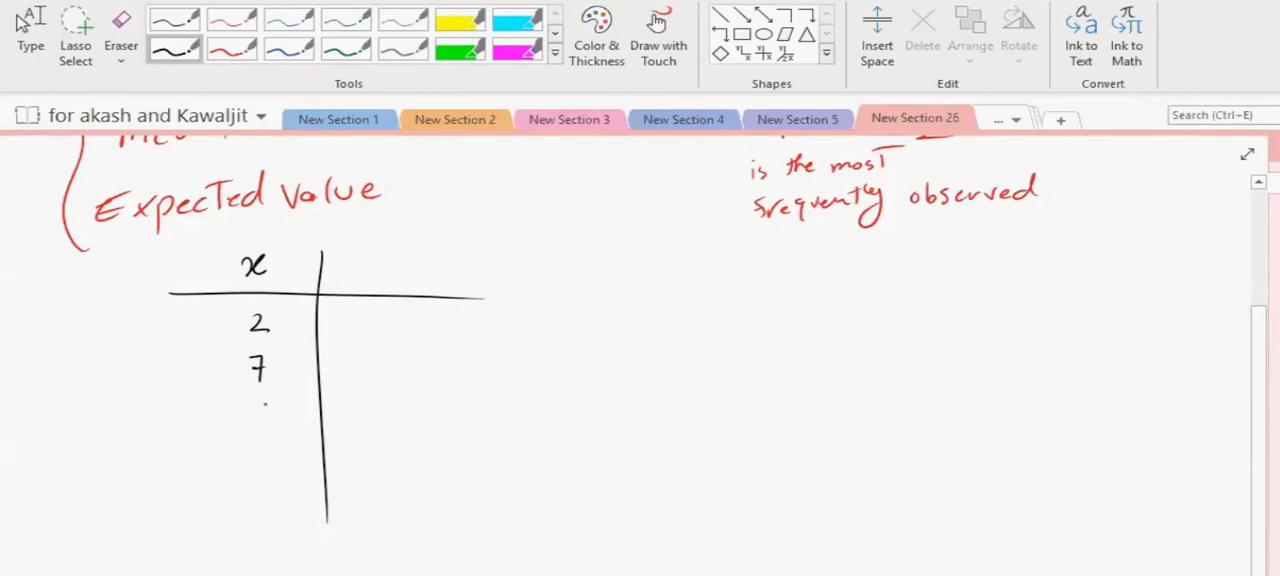 Type
Lasso Select
Eraser
Color & Thickness
Draw with Touch
Insert Space
Delete
Arrange
Rotate
Ink to Text
Ink to Math
Tools
Shapes
Edit
Convert
for akash and Kawaljit
New Section 1
New Section 2
New Section 3
New Section 4
New Section 5
New Section 26
...
Search (Ctrl+E)
is the most
frequently observed
Expected value
x
2
7